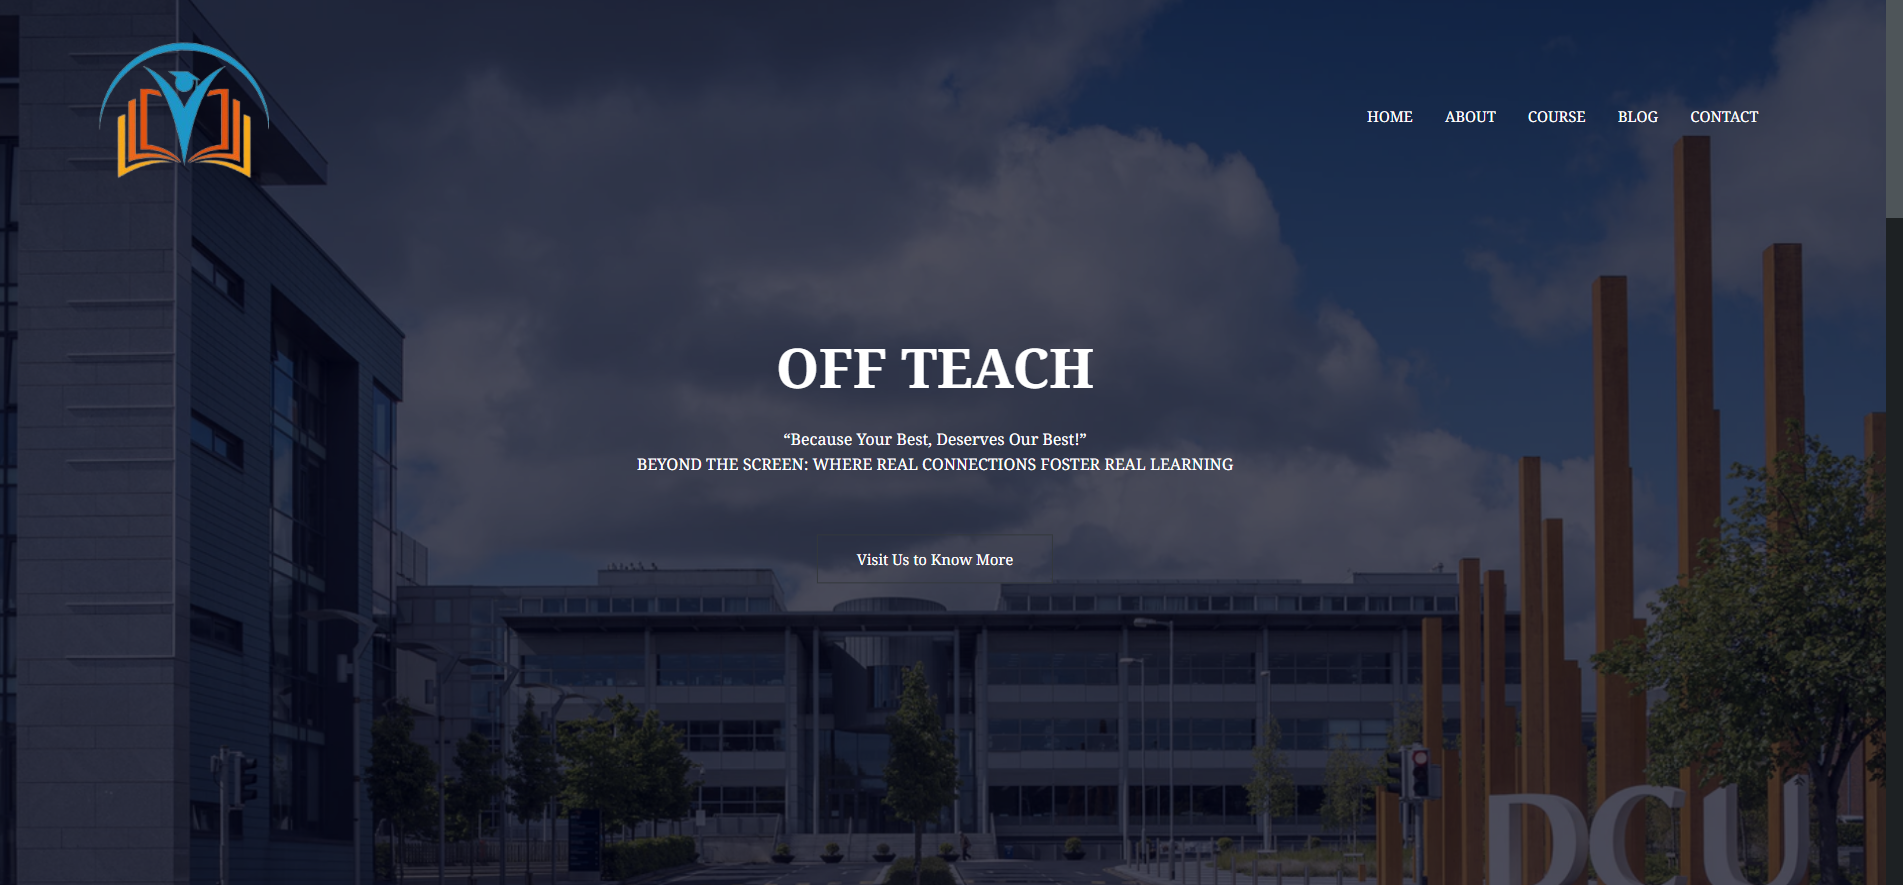 HOME ABOUT COURSE BLOG CONTACT
OFF TEACH
“Because Your Best, Deserves Our Best!”
BEYOND THE SCREEN: WHERE REAL CONNECTIONS FOSTER REAL LEARNING
Visit Us to Know More
DCU